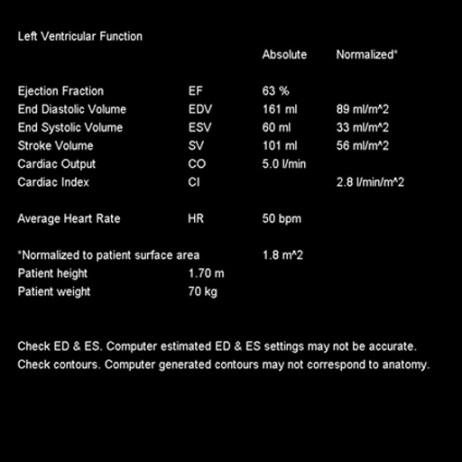 Left Ventricular Function
Absolute Normalized*
Ejection Fraction EF 63 %
End Diastolic Volume EDV 161 ml 89 ml/m^2
End Systolic Volume ESV 60 ml 33 ml/m^2
Stroke Volume SV 101 ml 56 ml/m^2
Cardiac Output CO 5.0 l/min
Cardiac Index CI 2.8 l/min/m^2
Average Heart Rate HR 50 bpm
*Normalized to patient surface area 1.8 m^2
Patient height 1.70 m
Patient weight 70 kg
Check ED & ES. Computer estimated ED & ES settings may not be accurate.
Check contours. Computer generated contours may not correspond to anatomy.